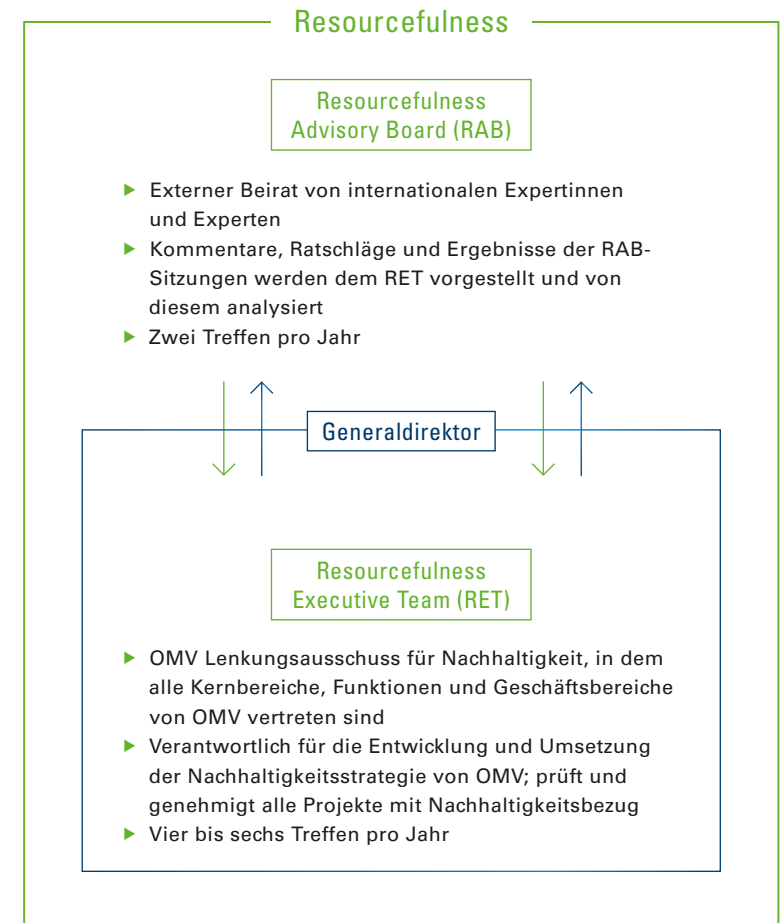 Resourcefulness
Resourcefulness
Advisory Board (RAB)
▶ Externer Beirat von internationalen Expertinnen
und Experten
▶ Kommentare, Ratschläge und Ergebnisse der RAB-
Sitzungen werden dem RET vorgestellt und von
diesem analysiert
▶ Zwei Treffen pro Jahr
Generaldirektor
Resourcefulness
Executive Team (RET)
▶ OMV Lenkungsausschuss für Nachhaltigkeit, in dem
alle Kernbereiche, Funktionen und Geschäftsbereiche
von OMV vertreten sind
▶ Verantwortlich für die Entwicklung und Umsetzung
der Nachhaltigkeitsstrategie von OMV; prüft und
genehmigt alle Projekte mit Nachhaltigkeitsbezug
▶ Vier bis sechs Treffen pro Jahr